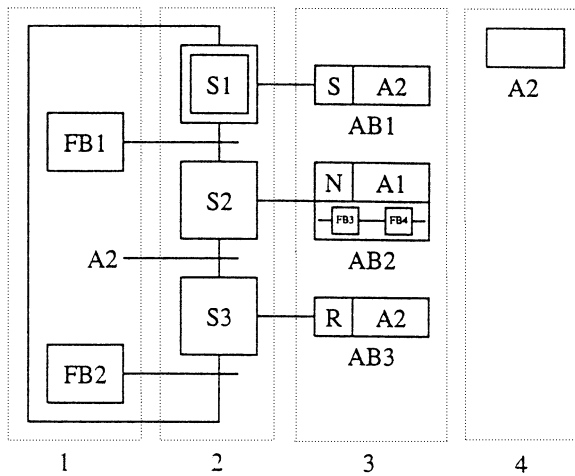 S1
S A2
A2
AB1
FB1
N A1
S2
FB3 FB4
AB2
A2
S3
R A2
AB3
FB2
1 2 3 4